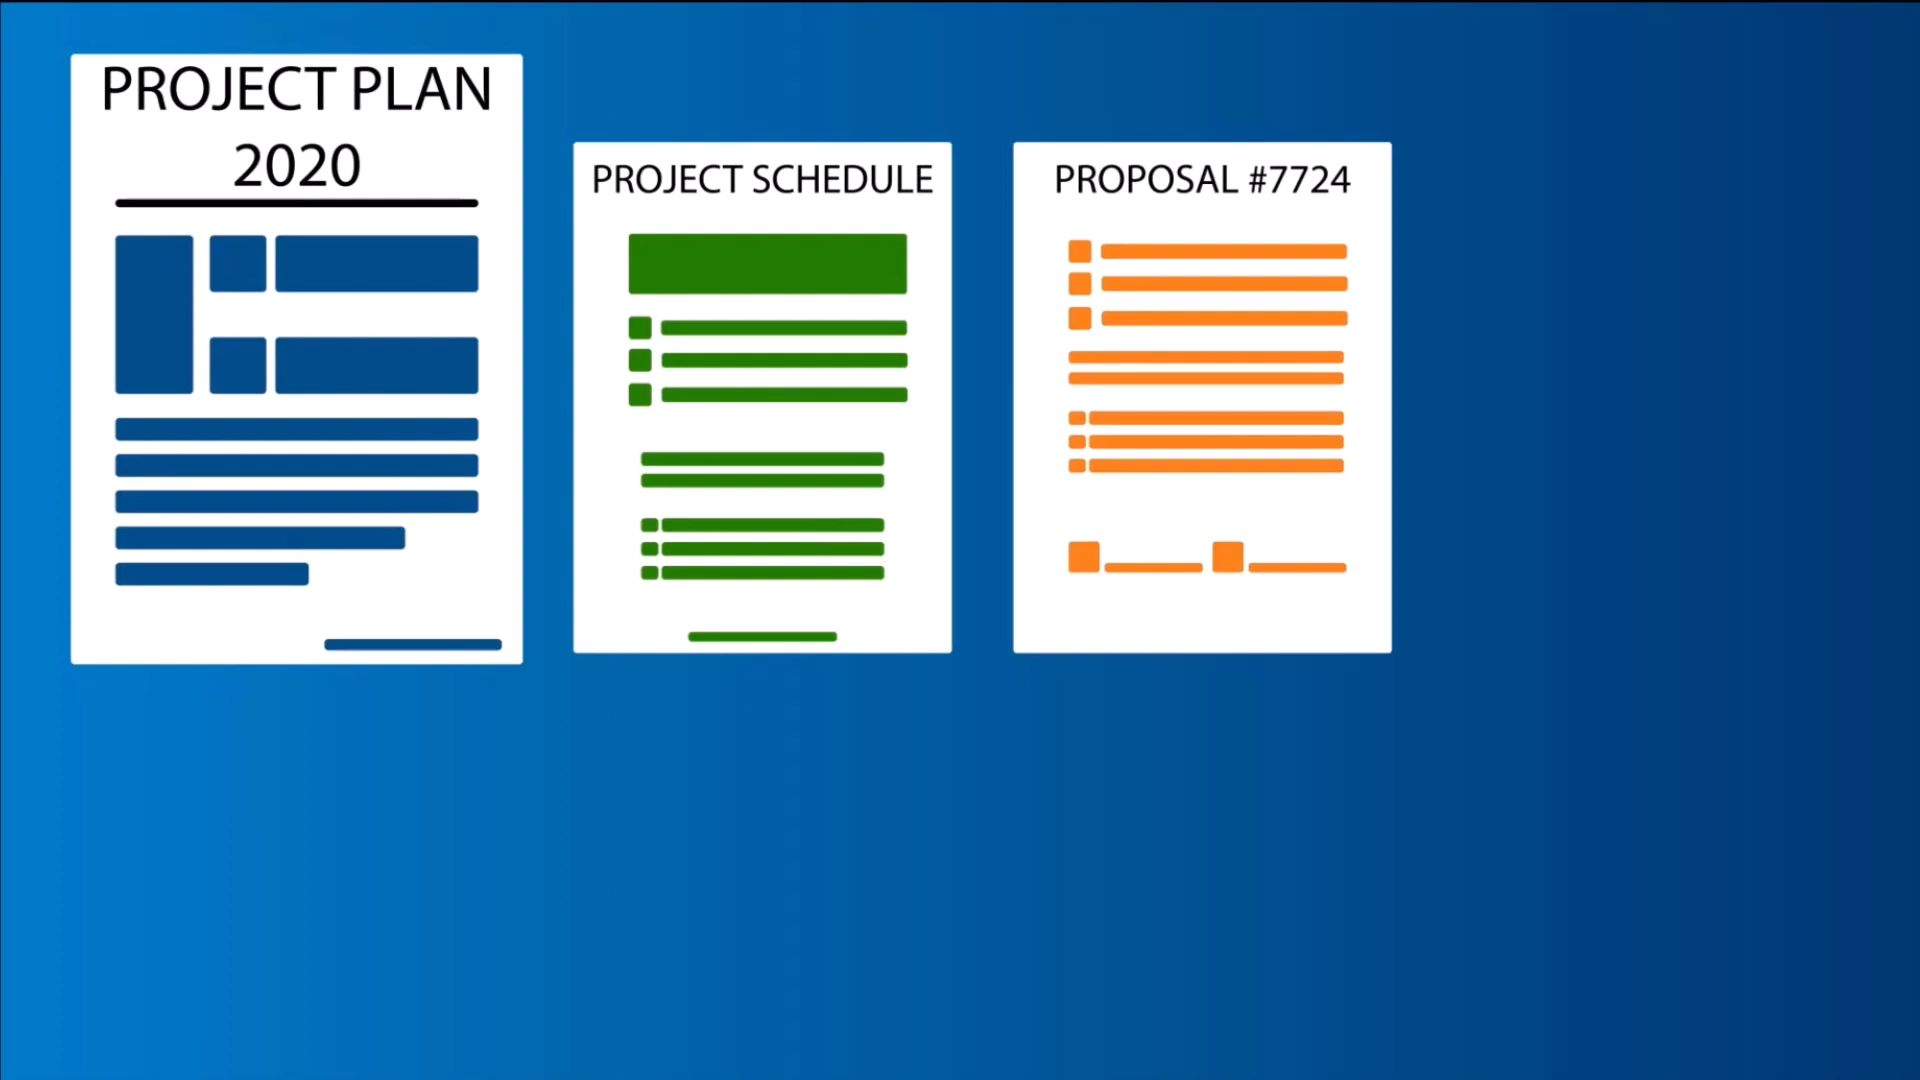 PROJECT PLAN
2020
PROJECT SCHEDULE
PROPOSAL #7724